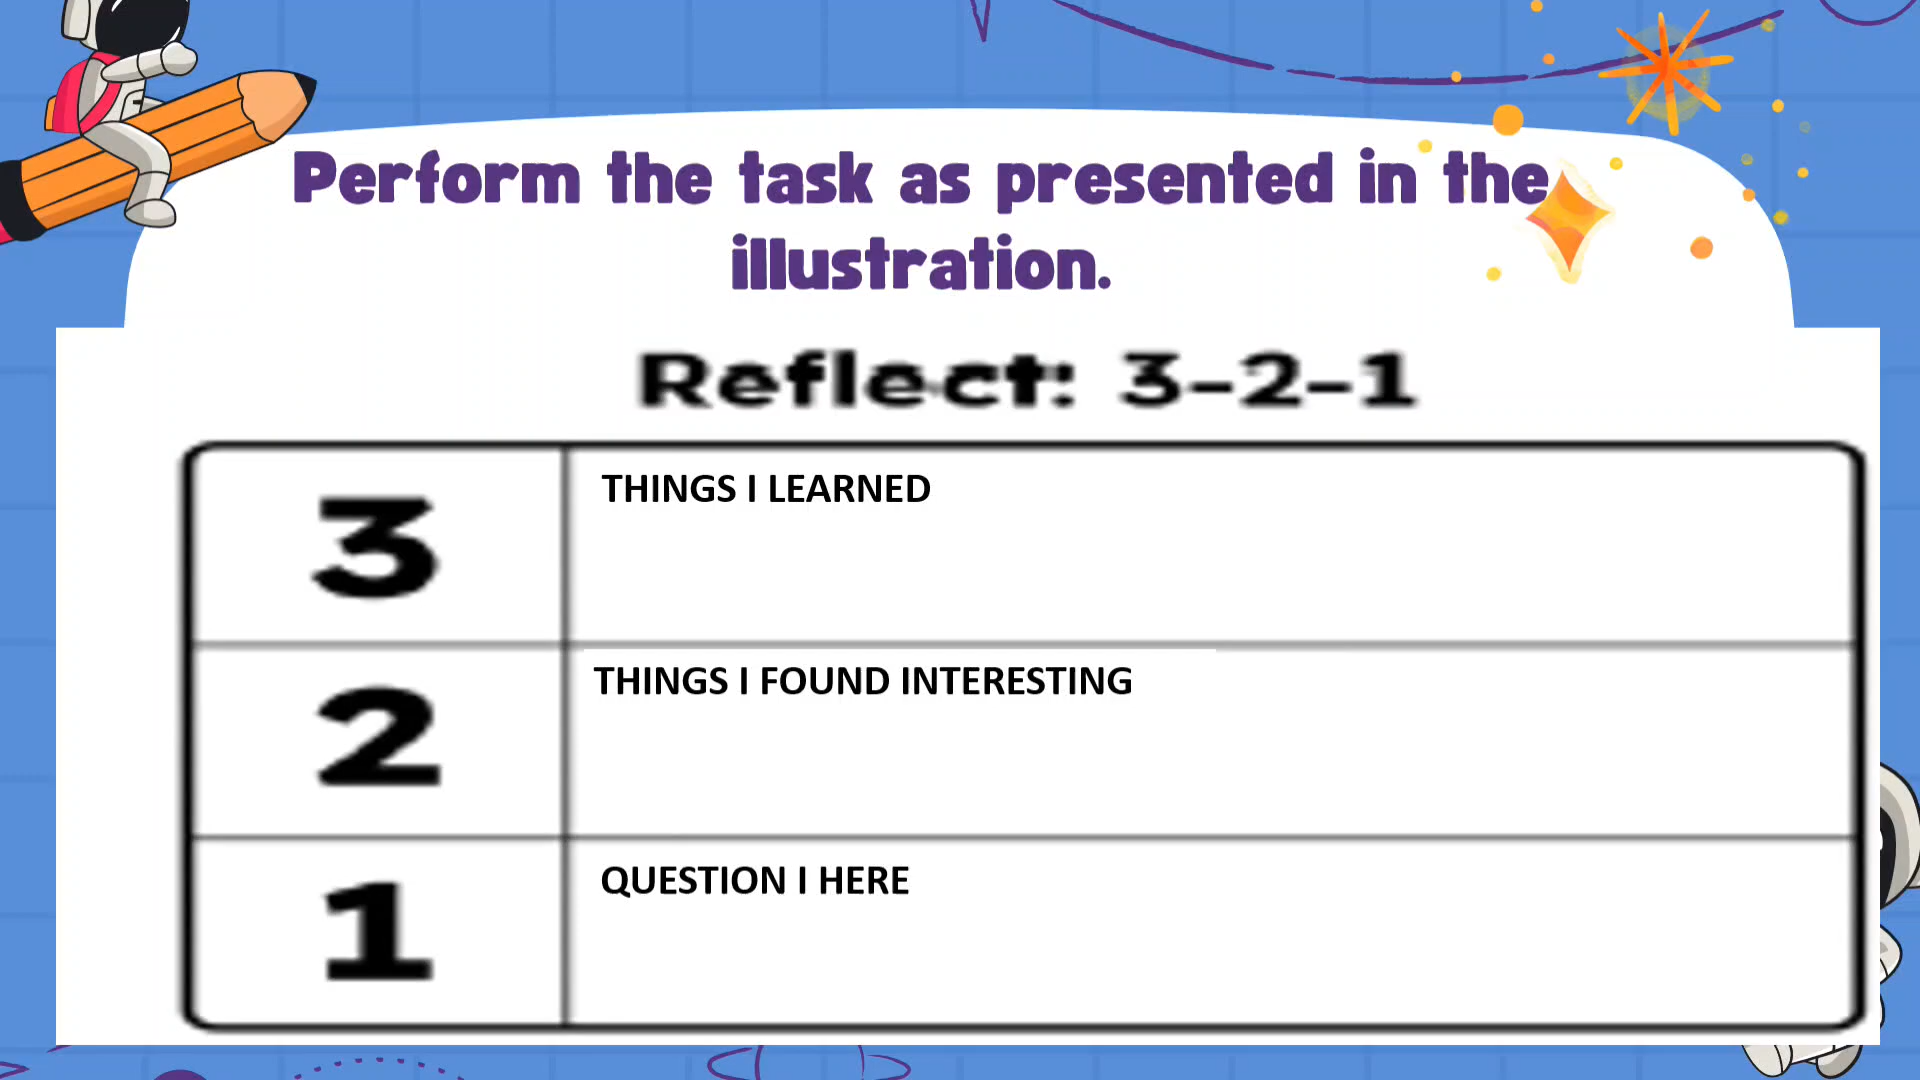 Perform the task as presented in the
illustration.
Reflect: 3-2-1
3
THINGS I LEARNED
2
THINGS I FOUND INTERESTING
1
QUESTION I HERE